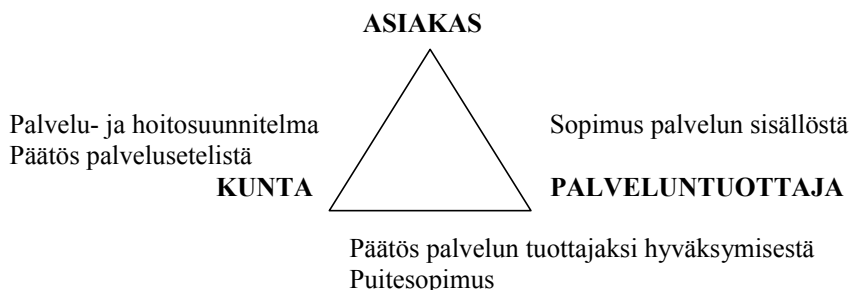 ASIAKAS
Palvelu- ja hoitosuunnitelma
Päätös palvelusetelistä
Sopimus palvelun sisällöstä
KUNTA
PALVELUNTUOTTAJA
Päätös palvelun tuottajaksi hyväksymisestä
Puitesopimus